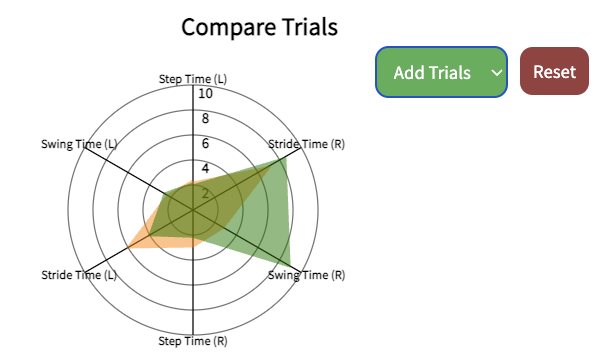 Compare Trials
Add Trials
Reset
Step Time (L)
10
8
6
4
2
Swing Time (L)
Stride Time (R)
Stride Time (L)
Swing Time (R)
Step Time (R)